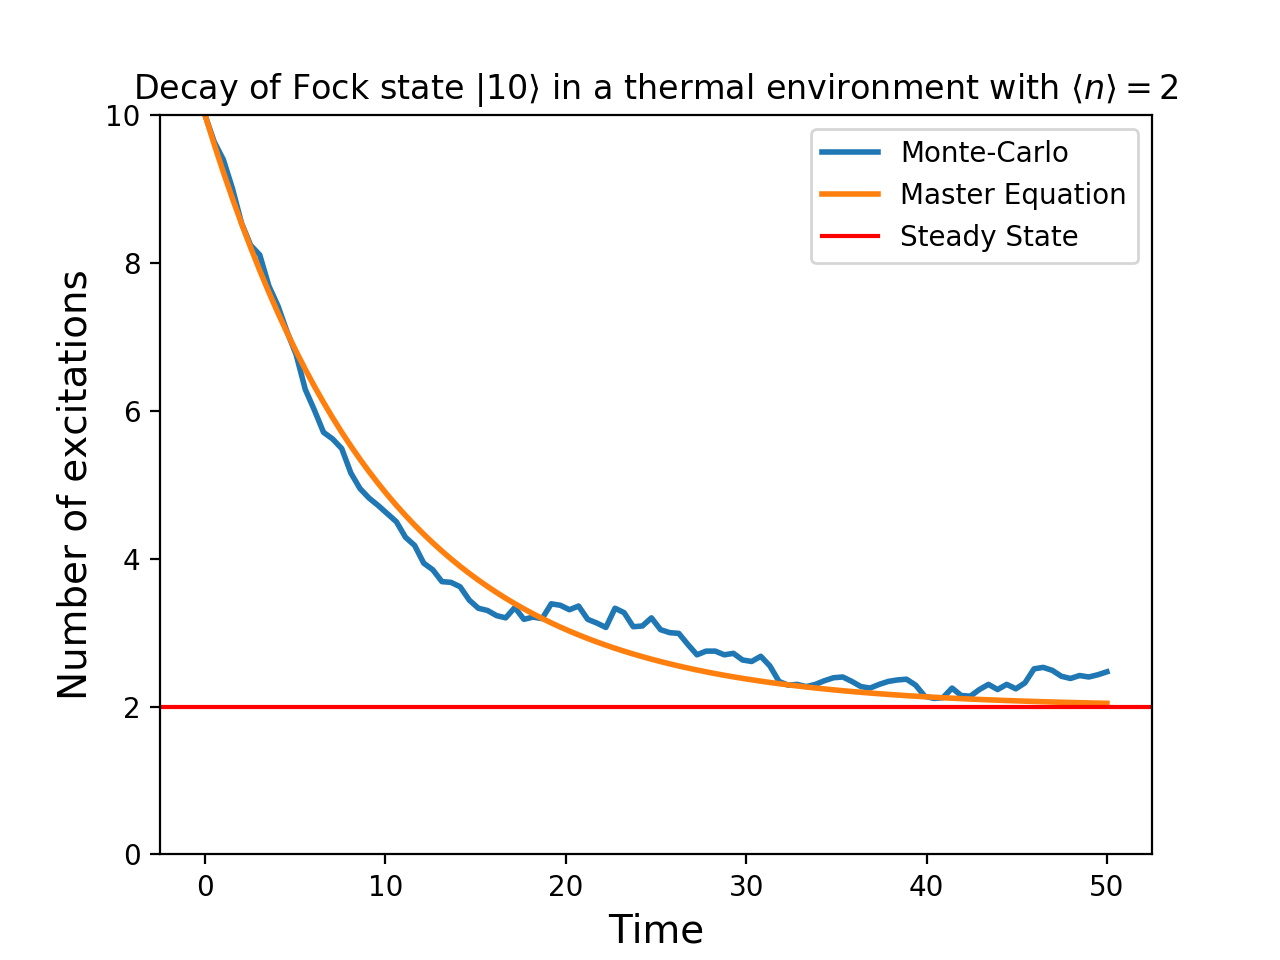 Decay of Fock state |10⟩ in a thermal environment with ⟨n⟩ = 2
10
8
6
4
2
0
Number of excitations
Monte-Carlo
Master Equation
Steady State
0 10 20 30 40 50
Time